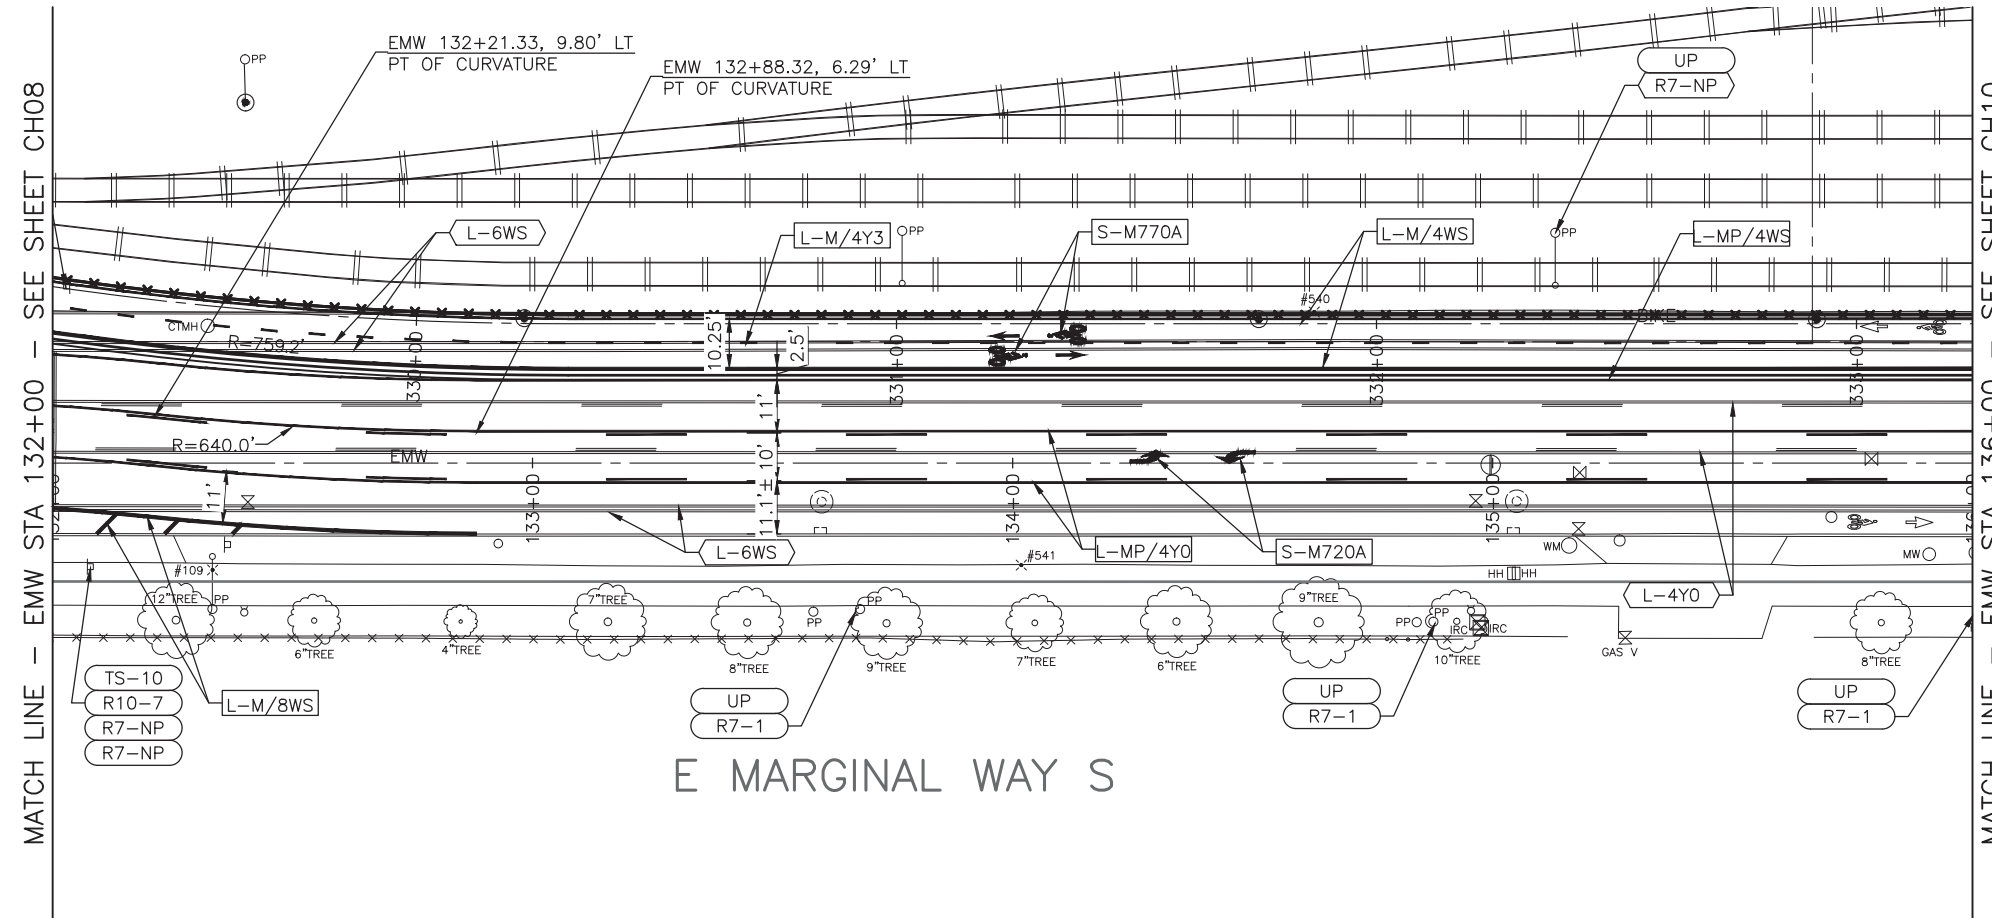 EMW 132+21.33, 9.80' LT
PT OF CURVATURE
EMW 132+88.32, 6.29' LT
PT OF CURVATURE
PP
UP
R7-NP
MATCH LINE - EMW STA 132+00 - SEE SHEET CH08
MATCH LINE - EMW STA 136+00 - SEE SHEET CH10
L-6WS
L-M/4Y3
PP
S-M770A
L-M/4WS
L-MP/4WS
PP
#540
BIKE
CTMH
R=759.2'
10.25'
2.5'
330+00
331+00
332+00
333+00
11'
R=640.0'
EMW
10'
11'
11.1'±
133+00
134+00
135+00
L-6WS
L-MP/4Y0
S-M720A
#541
WM
MW
#109
HH
HH
L-4Y0
12"TREE
PP
7"TREE
PP
PP
9"TREE
PP
PP
IRC
IRC
6"TREE
4"TREE
8"TREE
9"TREE
7"TREE
6"TREE
10"TREE
GAS V
8"TREE
TS-10
R10-7
R7-NP
R7-NP
L-M/8WS
UP
R7-1
UP
R7-1
UP
R7-1
E MARGINAL WAY S